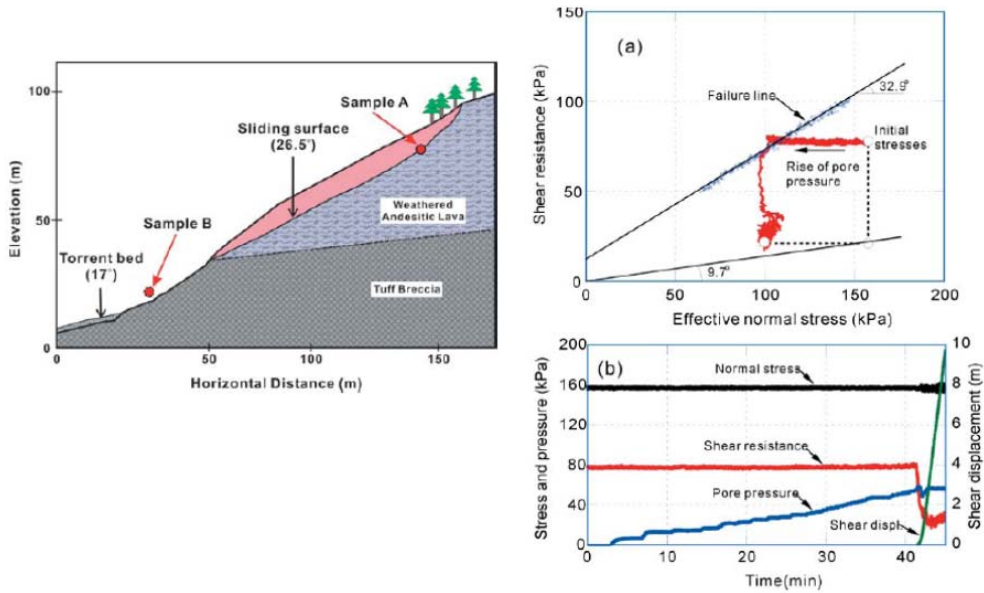 Elevation (m)
100
50
0
Sample A
Sliding surface
(26.5°)
Weathered
Andesitic Lava
Sample B
Torrent bed
(17°)
Tuff Breccia
0
50
100
150
Horizontal Distance (m)
(a)
Shear resistance (kPa)
150
100
50
0
Failure line
32.9°
Initial
stresses
Rise of pore
pressure
9.7°
0
50
100
150
200
Effective normal stress (kPa)
(b)
Stress and pressure (kPa)
200
160
120
80
40
0
Normal stress
Shear resistance
Pore pressure
Shear displ.
10
8
6
4
2
0
Shear displacement (m)
0
10
20
30
40
Time(min)